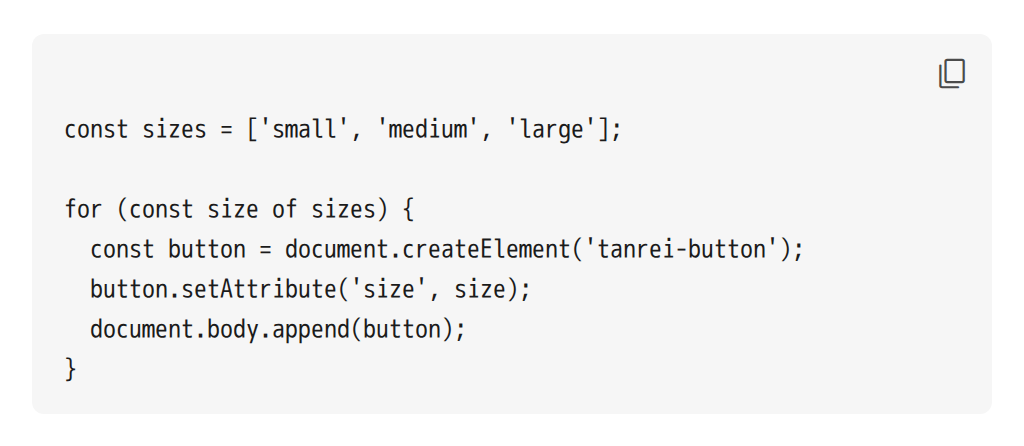 const sizes = ['small', 'medium', 'large'];

for (const size of sizes) {
  const button = document.createElement('tanrei-button');
  button.setAttribute('size', size);
  document.body.append(button);
}